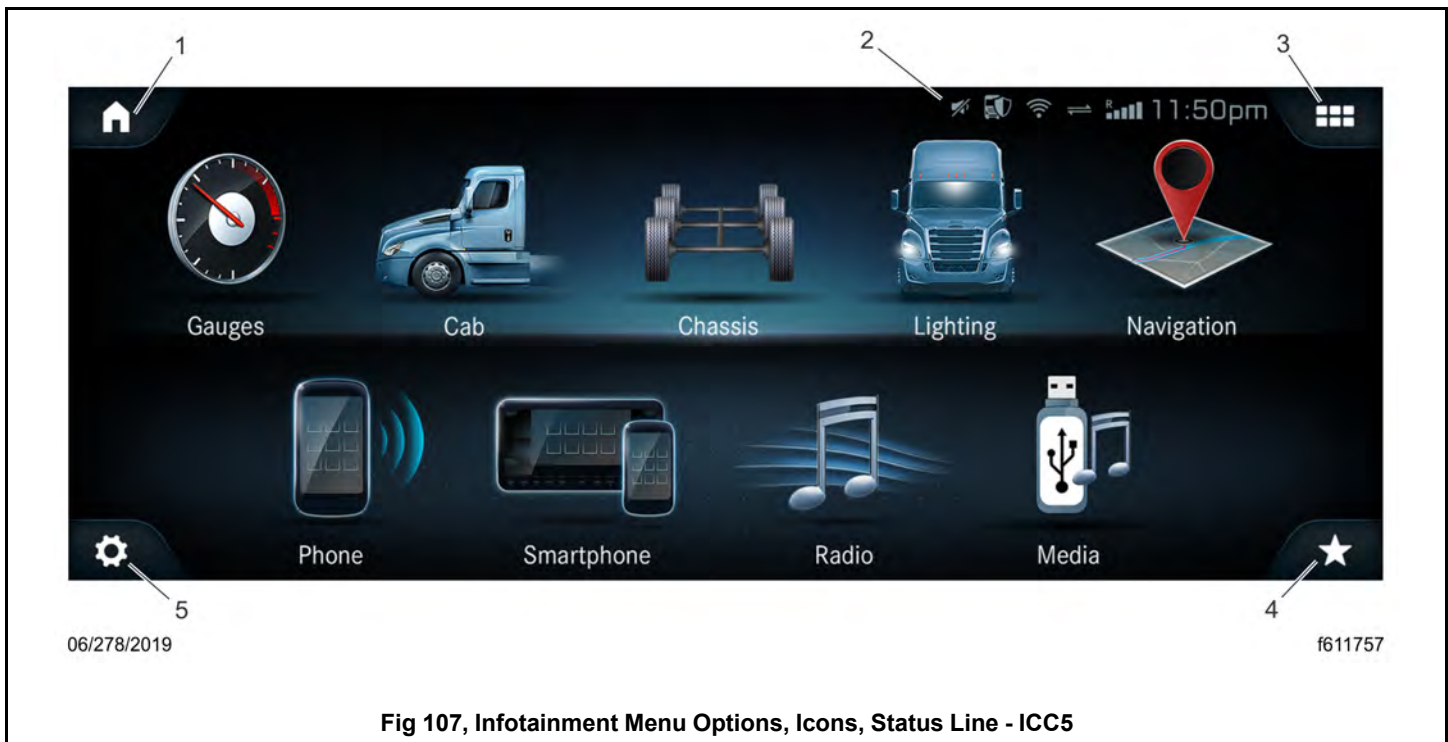 1
2
3
R 11:50pm
Gauges
Cab
Chassis
Lighting
Navigation
Phone
Smartphone
Radio
Media
5
4
06/278/2019
f611757
Fig 107, Infotainment Menu Options, Icons, Status Line - ICC5